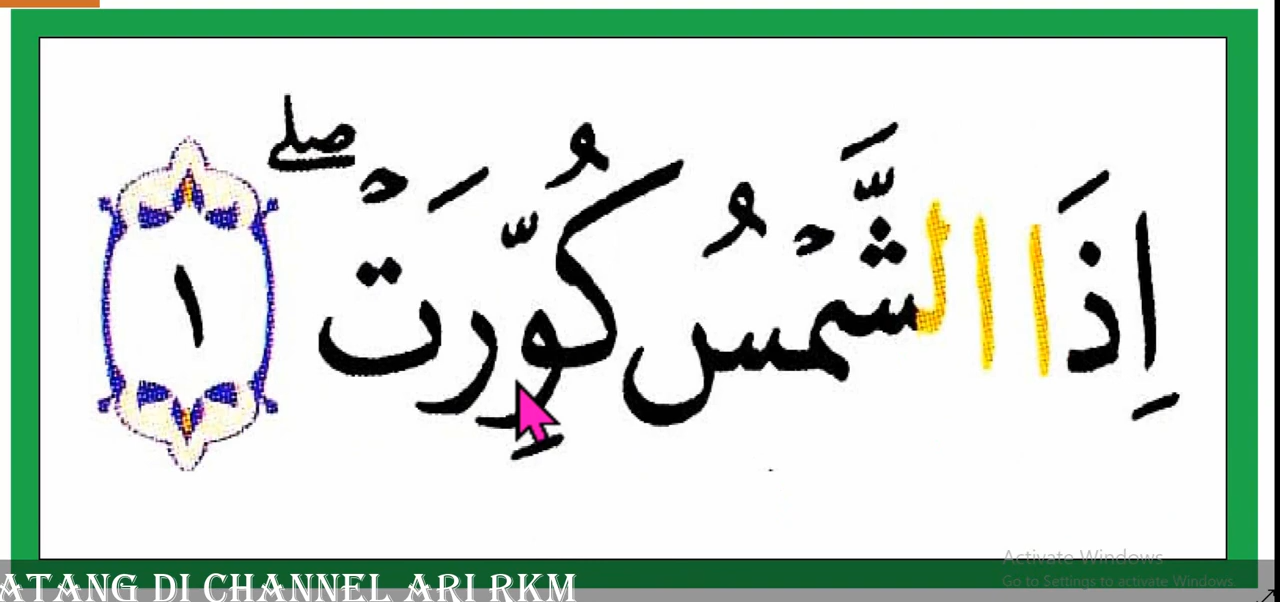 اِذَا الشَّمْسُ كُوِّرَتْۖ ١
ATANG DI CHANNEL ARI RKM
Activate Windows
Go to Settings to activate Windows.